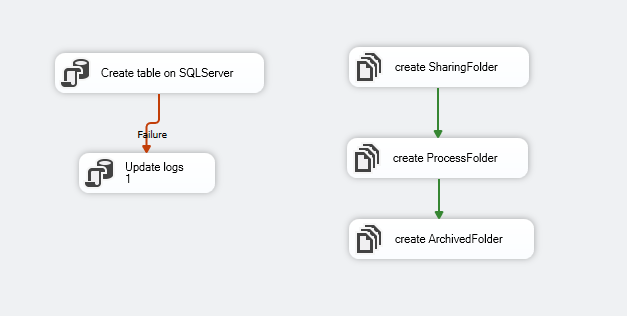 Create table on SQLServer
Failure
Update logs
1
create SharingFolder
create ProcessFolder
create ArchivedFolder